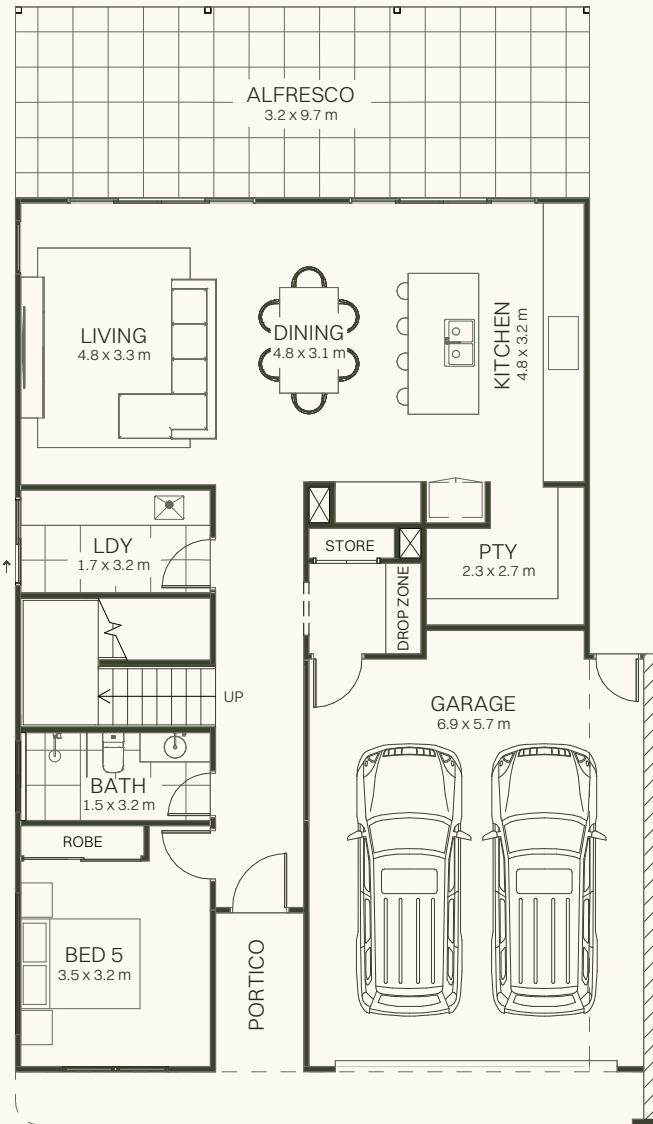 ALFRESCO
3.2 x 9.7 m
LIVING
4.8 x 3.3 m
DINING
4.8 x 3.1 m
KITCHEN
4.8 x 3.2 m
LDY
1.7 x 3.2 m
STORE
PTY
2.3 x 2.7 m
DROP ZONE
UP
GARAGE
6.9 x 5.7 m
BATH
1.5 x 3.2 m
ROBE
BED 5
3.5 x 3.2 m
PORTICO